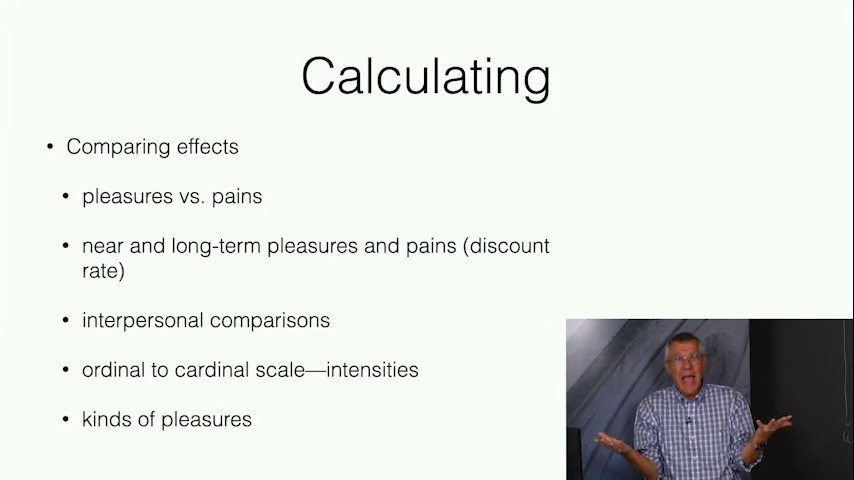 Calculating
• Comparing effects
• pleasures vs. pains
• near and long-term pleasures and pains (discount
rate)
• interpersonal comparisons
• ordinal to cardinal scale—intensities
• kinds of pleasures